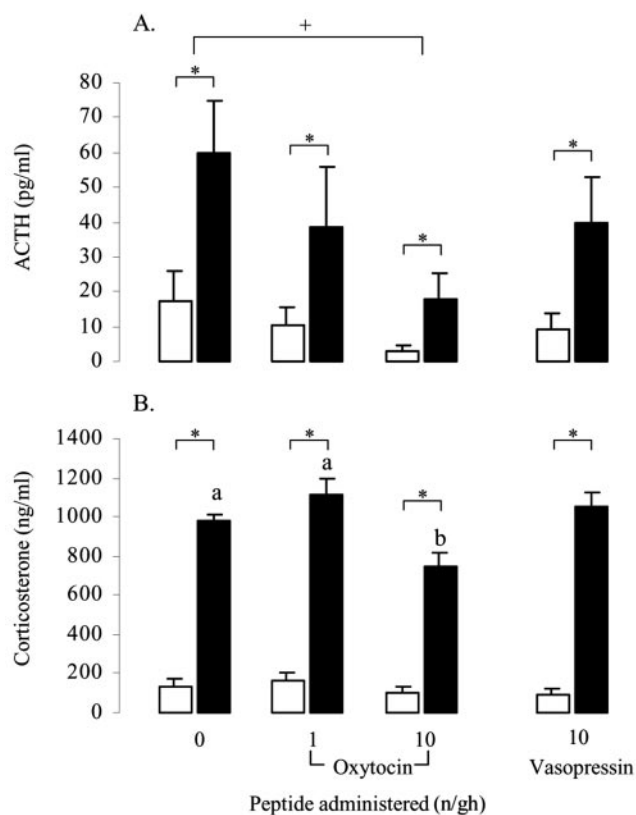 A.
+
* * * *
80
70
60
50
40
30
20
10
0
ACTH (pg/ml)
B.
* * * *
a a b
1400
1200
1000
800
600
400
200
0
Corticosterone (ng/ml)
0 1 10 10
Oxytocin Vasopressin
Peptide administered (n/gh)